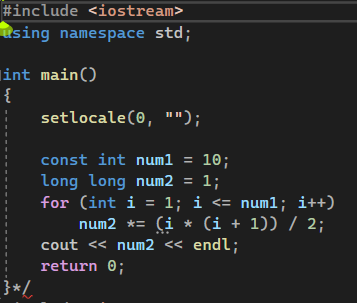 #include <iostream>
using namespace std;
int main()
{
setlocale(0, "");
const int num1 = 10;
long long num2 = 1;
for (int i = 1; i <= num1; i++)
num2 *= (i * (i + 1)) / 2;
cout << num2 << endl;
return 0;
}*/